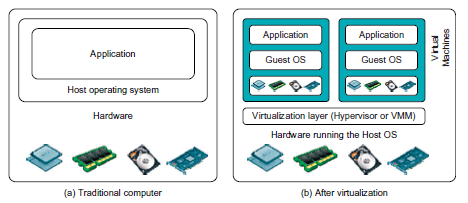 Application
Host operating system
Hardware
(a) Traditional computer
Application
Guest OS
Application
Guest OS
Virtual
Machines
Virtualization layer (Hypervisor or VMM)
Hardware running the Host OS
(b) After virtualization